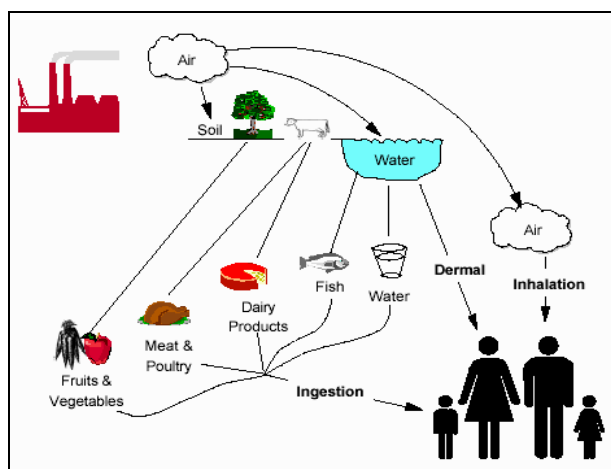 Air
Soil
Water
Air
Dermal
Inhalation
Fish
Water
Dairy
Products
Meat &
Poultry
Fruits &
Vegetables
Ingestion